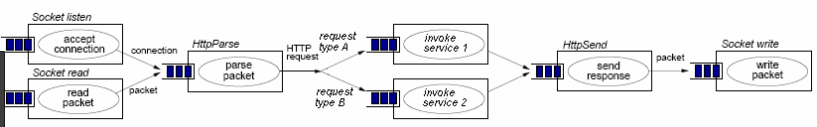 Socket listen
accept
connection
connection
Socket read
read
packet
packet
HttpParse
parse
packet
HTTP
request
request
type A
request
type B
invoke
service 1
invoke
service 2
HttpSend
send
response
packet
Socket write
write
packet